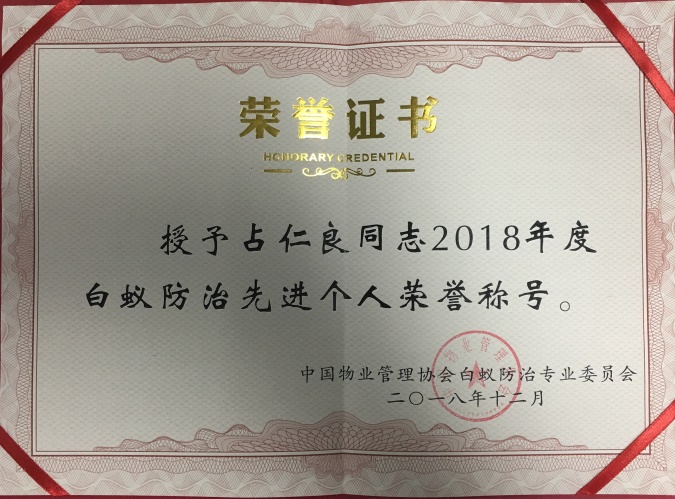 荣誉证书
HONORARY CREDENTIAL
授予占仁良同志2018年度
白蚁防治先进个人荣誉称号。
中国物业管理协会白蚁防治专业委员会
二〇一八年十二月